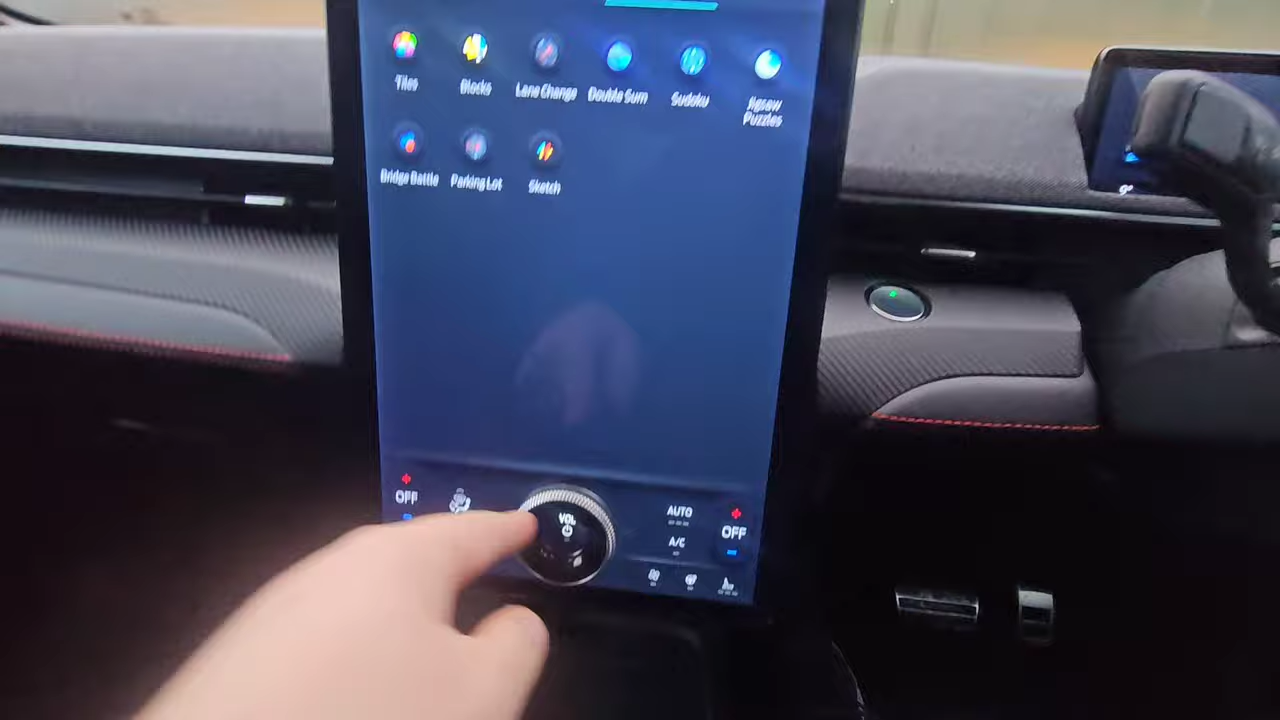 Tiles
Blocks
Lane Change
Double Sum
Sudoku
Jigsaw
Puzzles
Bridge Battle
Parking Lot
Sketch
OFF
VOL
AUTO
A/C
OFF